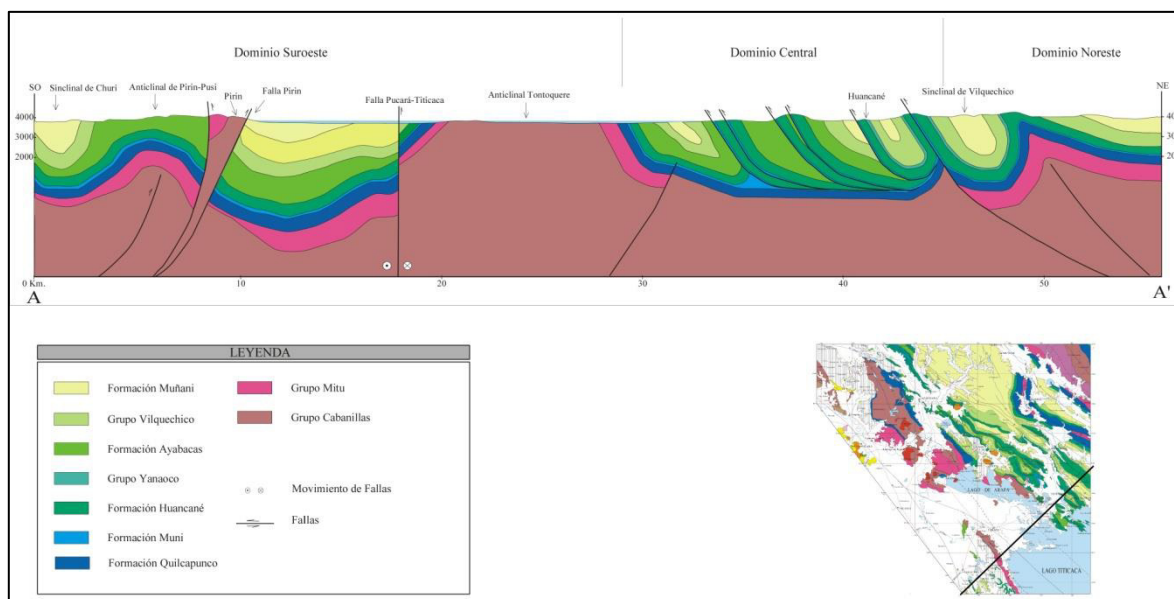 Dominio Suroeste
Dominio Central
Dominio Noreste
SO
Sinclinal de Churi
Anticlinal de Pirin-Pusi
Pirin
Falla Pirin
Falla Pucará-Titicaca
Anticlinal Tontoquere
Huancané
Sinclinal de Vilquechico
NE
4000
3000
2000
0 Km.
10
20
30
40
50
A
A'
LEYENDA
Formación Muñani
Grupo Vilquechico
Formación Ayabacas
Grupo Yanaoco
Formación Huancané
Formación Muni
Formación Quilcapunco
Grupo Mitu
Grupo Cabanillas
Movimiento de Fallas
Fallas
LAGO DE ARAPA
LAGO TITICACA